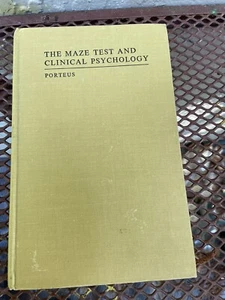 THE MAZE TEST AND
CLINICAL PSYCHOLOGY
PORTEUS